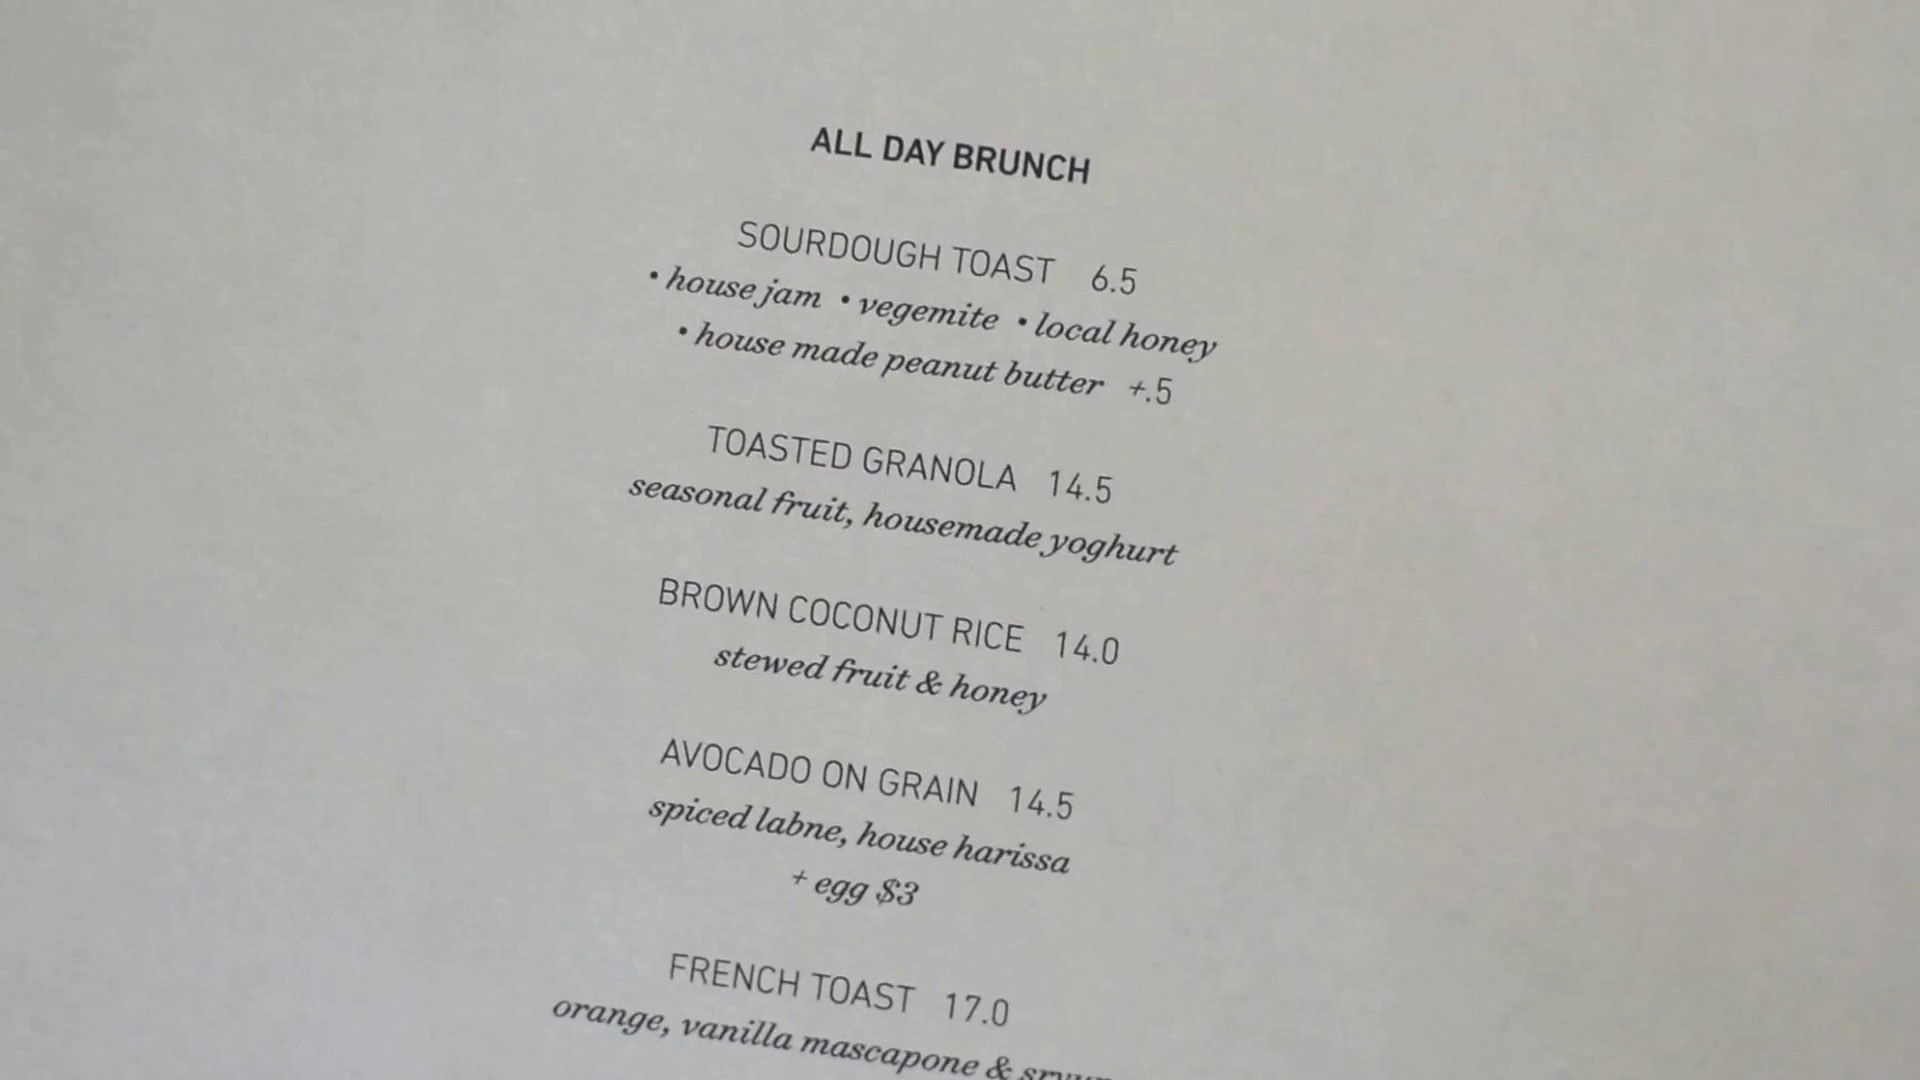 ALL DAY BRUNCH
SOURDOUGH TOAST 6.5
• house jam • vegemite • local honey
• house made peanut butter +.5
TOASTED GRANOLA 14.5
seasonal fruit, housemade yoghurt
BROWN COCONUT RICE 14.0
stewed fruit & honey
AVOCADO ON GRAIN 14.5
spiced labne, house harissa
+ egg $3
FRENCH TOAST 17.0
orange, vanilla mascapone &